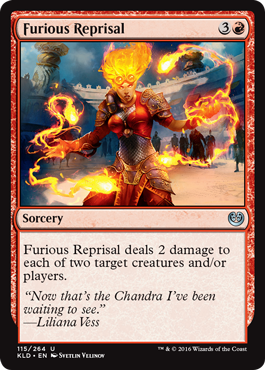 Furious Reprisal 3
Sorcery
Furious Reprisal deals 2 damage to
each of two target creatures and/or
players.
“Now that’s the Chandra I’ve been
waiting to see.”
—Liliana Vess
115/264 U
KLD • EN Svetlin Velinov
™ & © 2016 Wizards of the Coast